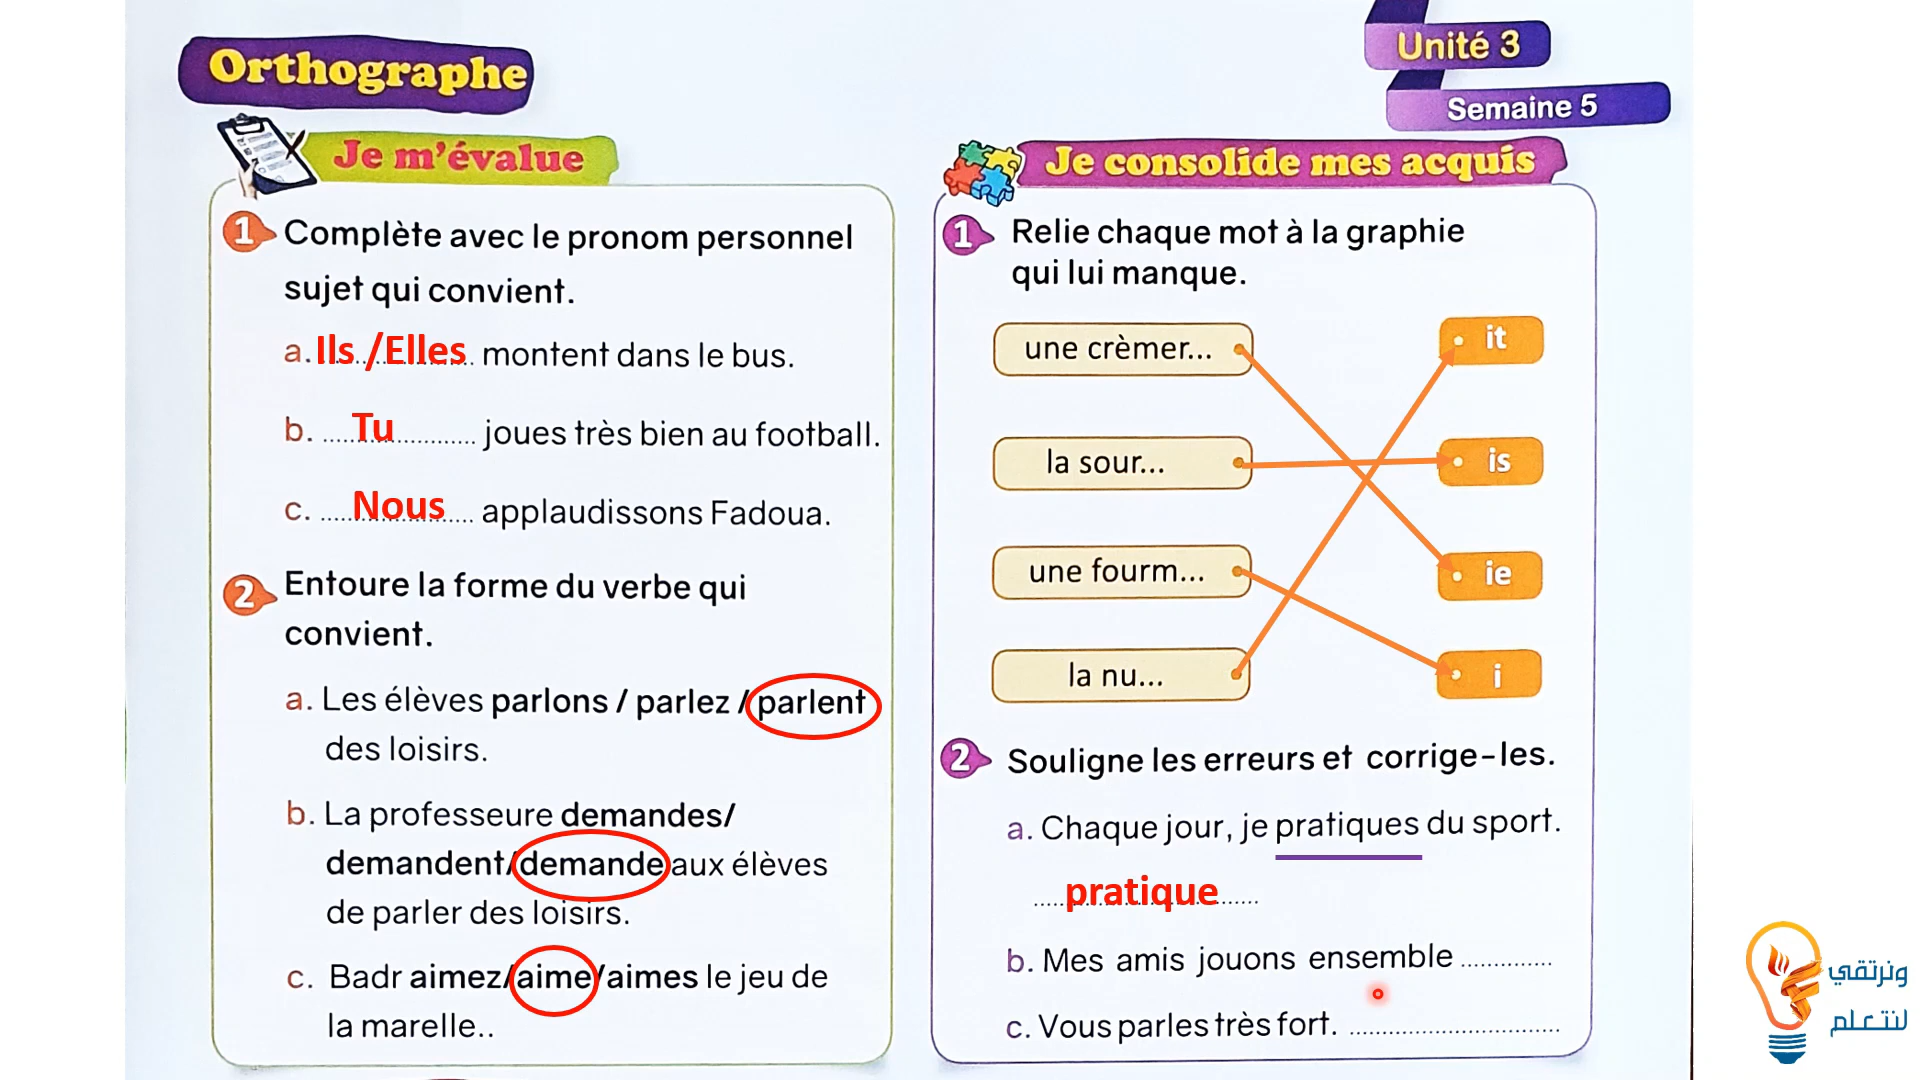 Orthographe
Unité 3
Semaine 5
Je m'évalue
1 Complète avec le pronom personnel
sujet qui convient.
a. Ils /Elles montent dans le bus.
b. ......Tu............ joues très bien au football.
c. ......Nous...... applaudissons Fadoua.
2 Entoure la forme du verbe qui
convient.
a. Les élèves parlons / parlez / parlent
des loisirs.
b. La professeure demandes/
demandent/demande aux élèves
de parler des loisirs.
c. Badr aimez/aime/aimes le jeu de
la marelle..
Je consolide mes acquis
1 Relie chaque mot à la graphie
qui lui manque.
une crèmer... it
la sour... is
une fourm... ie
la nu... i
2 Souligne les erreurs et corrige-les.
a. Chaque jour, je pratiques du sport.
.....pratique......
b. Mes amis jouons ensemble ..............
c. Vous parles très fort. ................................
ونرتقي
لنتعلم